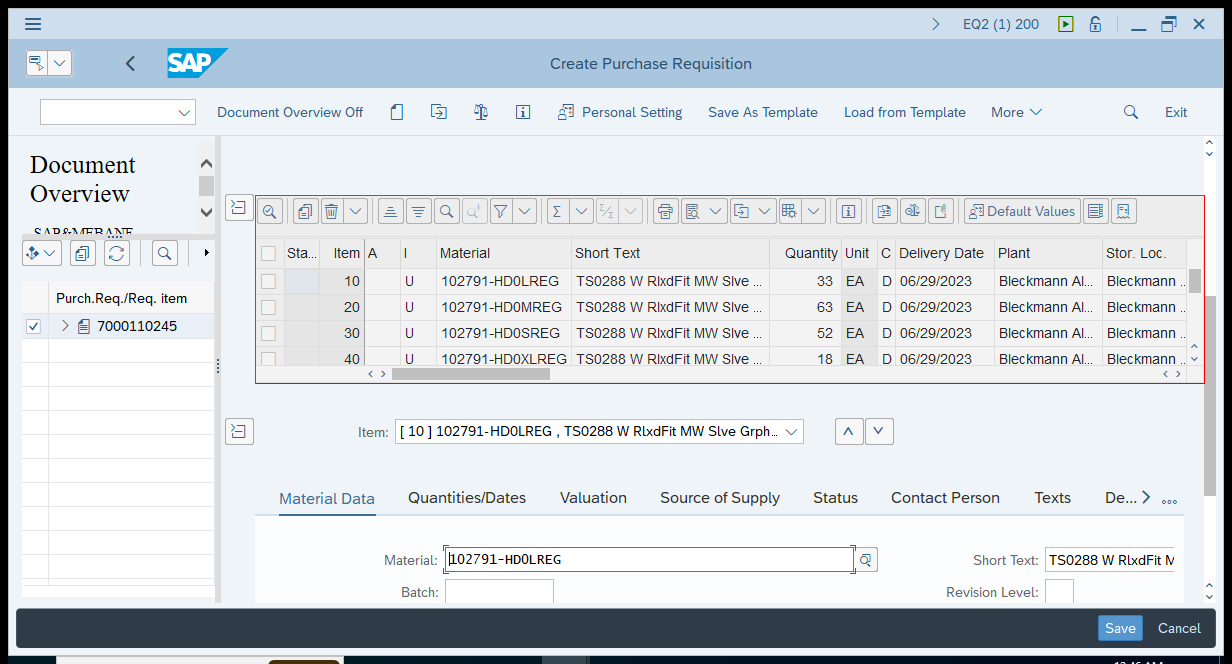 EQ2 (1) 200
SAP
Create Purchase Requisition
Document Overview Off
Personal Setting
Save As Template
Load from Template
More
Exit
Document
Overview
SAP&MEBANE
Default Values
Sta... Item A I Material Short Text Quantity Unit C Delivery Date Plant Stor. Loc.
10 U 102791-HD0LREG TS0288 W RlxdFit MW Slve ... 33 EA D 06/29/2023 Bleckmann Al... Bleckmann ..
20 U 102791-HD0MREG TS0288 W RlxdFit MW Slve ... 63 EA D 06/29/2023 Bleckmann Al... Bleckmann ..
30 U 102791-HD0SREG TS0288 W RlxdFit MW Slve ... 52 EA D 06/29/2023 Bleckmann Al... Bleckmann ..
40 U 102791-HD0XLREG TS0288 W RlxdFit MW Slve ... 18 EA D 06/29/2023 Bleckmann Al... Bleckmann ..
Purch.Req./Req. item
7000110245
Item: [ 10 ] 102791-HD0LREG , TS0288 W RlxdFit MW Slve Grph...
Material Data Quantities/Dates Valuation Source of Supply Status Contact Person Texts De...
Material: 102791-HD0LREG Short Text: TS0288 W RlxdFit M
Batch: Revision Level:
Save Cancel